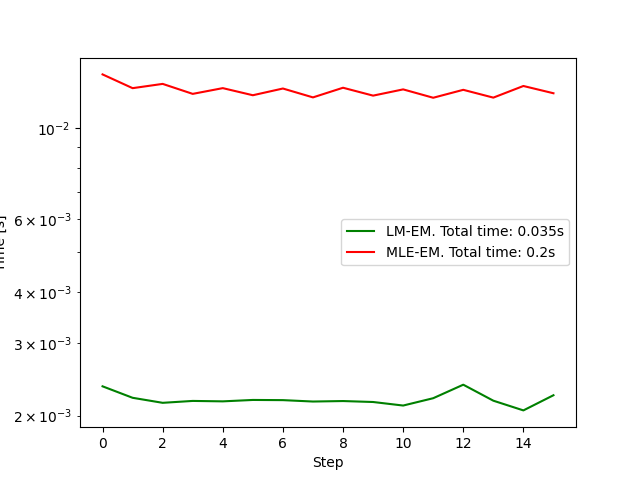 10⁻²
6 × 10⁻³
4 × 10⁻³
3 × 10⁻³
2 × 10⁻³
LM-EM. Total time: 0.035s
MLE-EM. Total time: 0.2s
0 2 4 6 8 10 12 14
Step